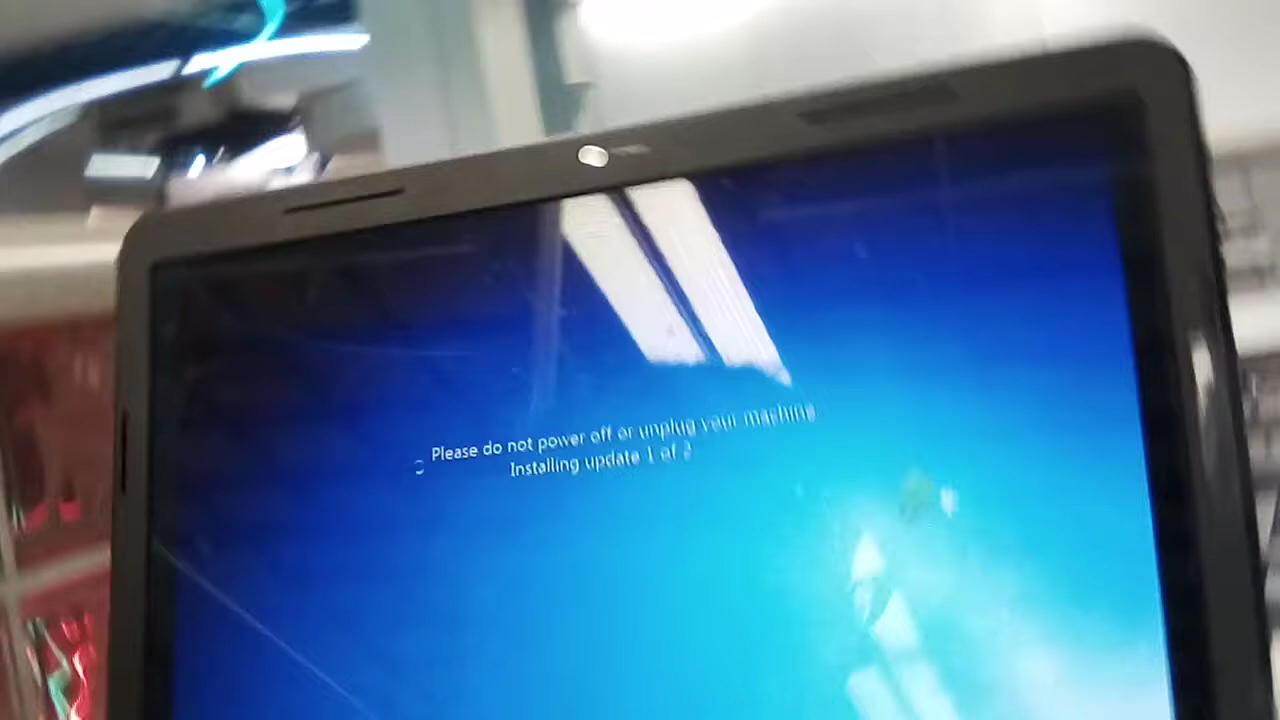 Please do not power off or unplug your machine
Installing update 1 of 2